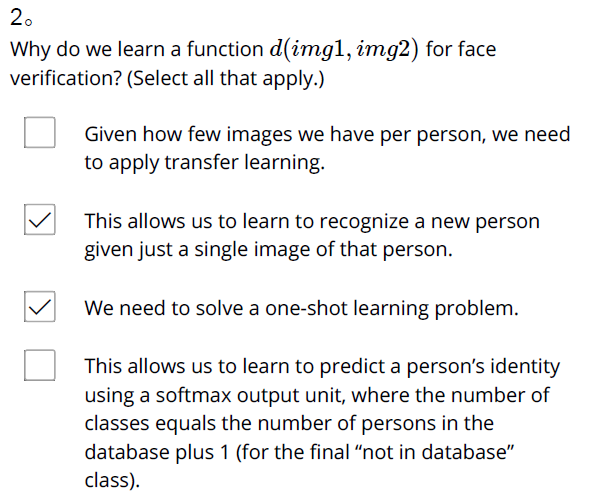 2。
Why do we learn a function d(img1, img2) for face
verification? (Select all that apply.)
Given how few images we have per person, we need
to apply transfer learning.
This allows us to learn to recognize a new person
given just a single image of that person.
We need to solve a one-shot learning problem.
This allows us to learn to predict a person’s identity
using a softmax output unit, where the number of
classes equals the number of persons in the
database plus 1 (for the final “not in database”
class).